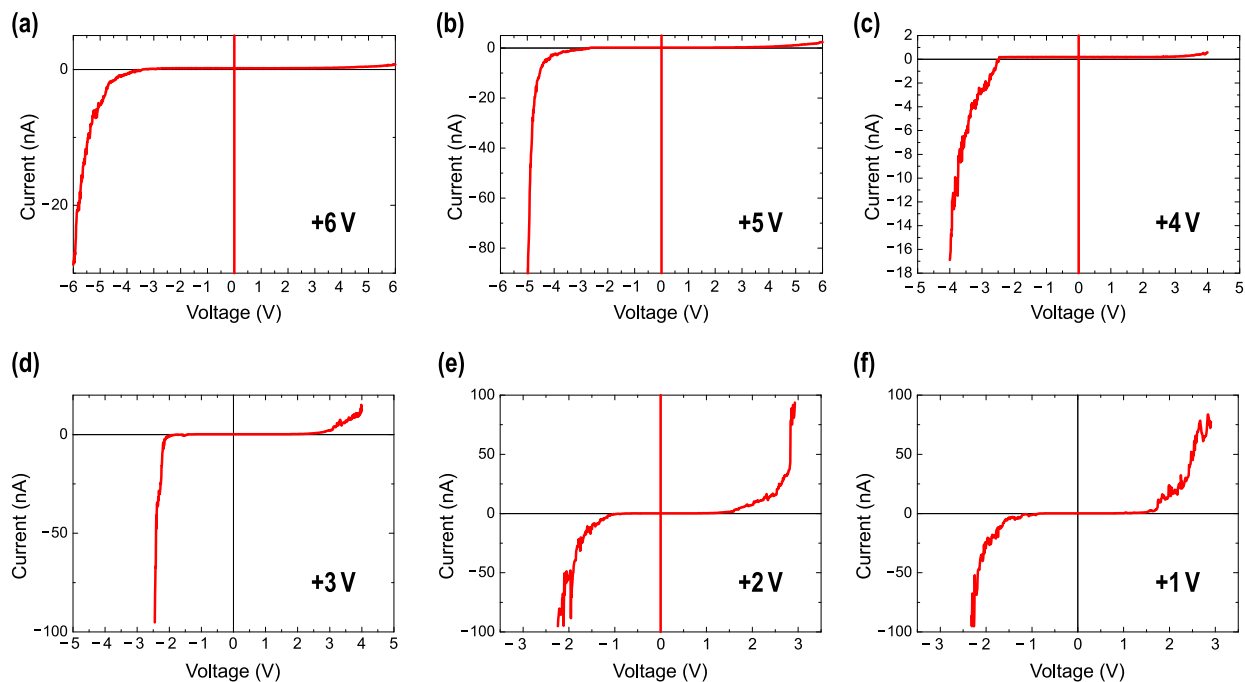 (a)
0
−20
Current (nA)
+6 V
−6 −5 −4 −3 −2 −1 0 1 2 3 4 5 6
Voltage (V)
(b)
0
−20
−40
−60
−80
Current (nA)
+5 V
−6 −5 −4 −3 −2 −1 0 1 2 3 4 5 6
Voltage (V)
(c)
2
0
−2
−4
−6
−8
−10
−12
−14
−16
−18
Current (nA)
+4 V
−5 −4 −3 −2 −1 0 1 2 3 4 5
Voltage (V)
(d)
0
−50
−100
Current (nA)
+3 V
−5 −4 −3 −2 −1 0 1 2 3 4 5
Voltage (V)
(e)
100
50
0
−50
−100
Current (nA)
+2 V
−3 −2 −1 0 1 2 3
Voltage (V)
(f)
100
50
0
−50
−100
Current (nA)
+1 V
−3 −2 −1 0 1 2 3
Voltage (V)